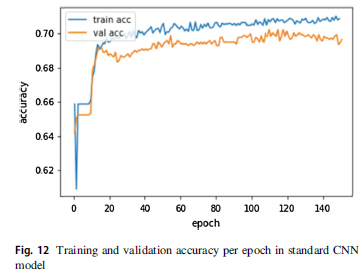 train acc
val acc
0.70
0.68
0.66
0.64
0.62
accuracy
0 20 40 60 80 100 120 140
epoch
Fig. 12 Training and validation accuracy per epoch in standard CNN
model